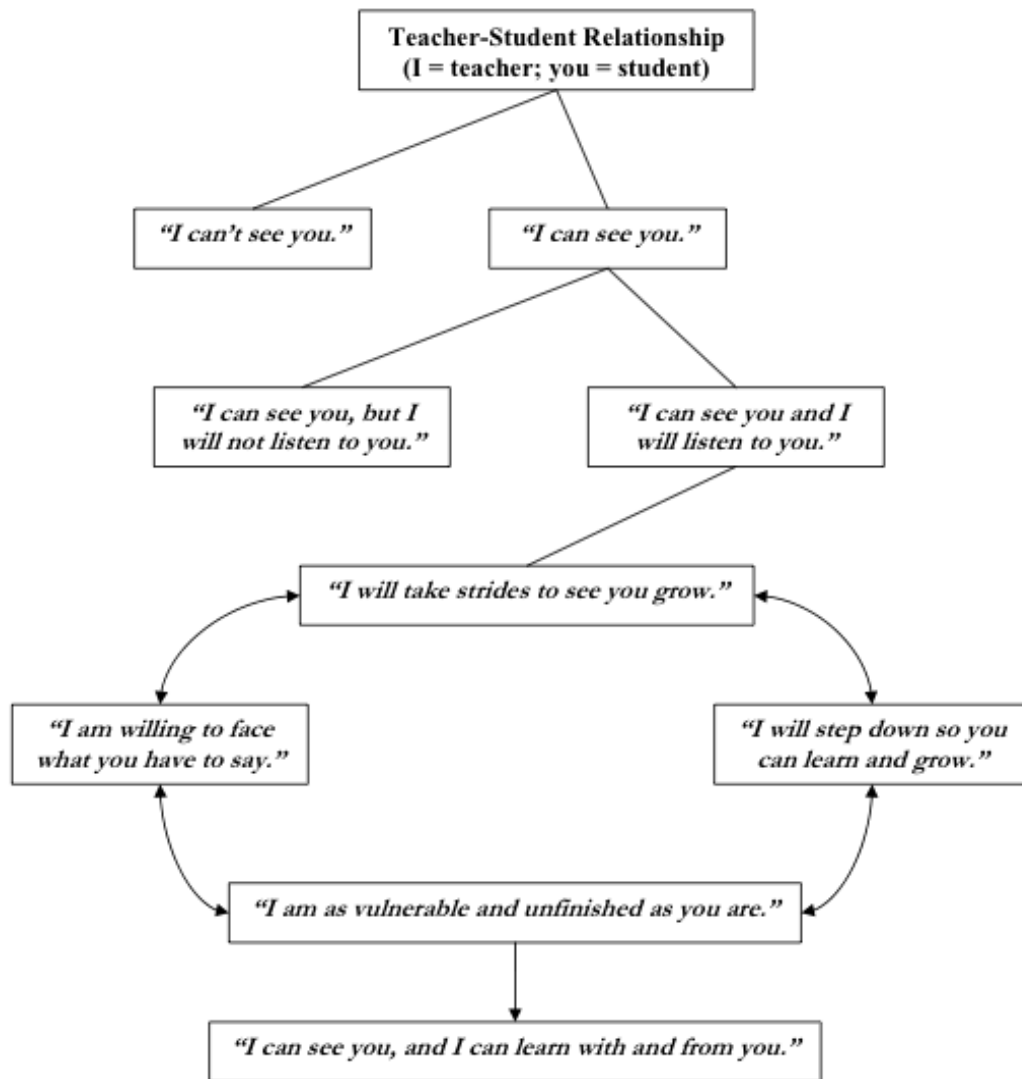 Teacher-Student Relationship
(I = teacher; you = student)
“I can’t see you.”
“I can see you.”
“I can see you, but I
will not listen to you.”
“I can see you and I
will listen to you.”
“I will take strides to see you grow.”
“I am willing to face
what you have to say.”
“I will step down so you
can learn and grow.”
“I am as vulnerable and unfinished as you are.”
“I can see you, and I can learn with and from you.”